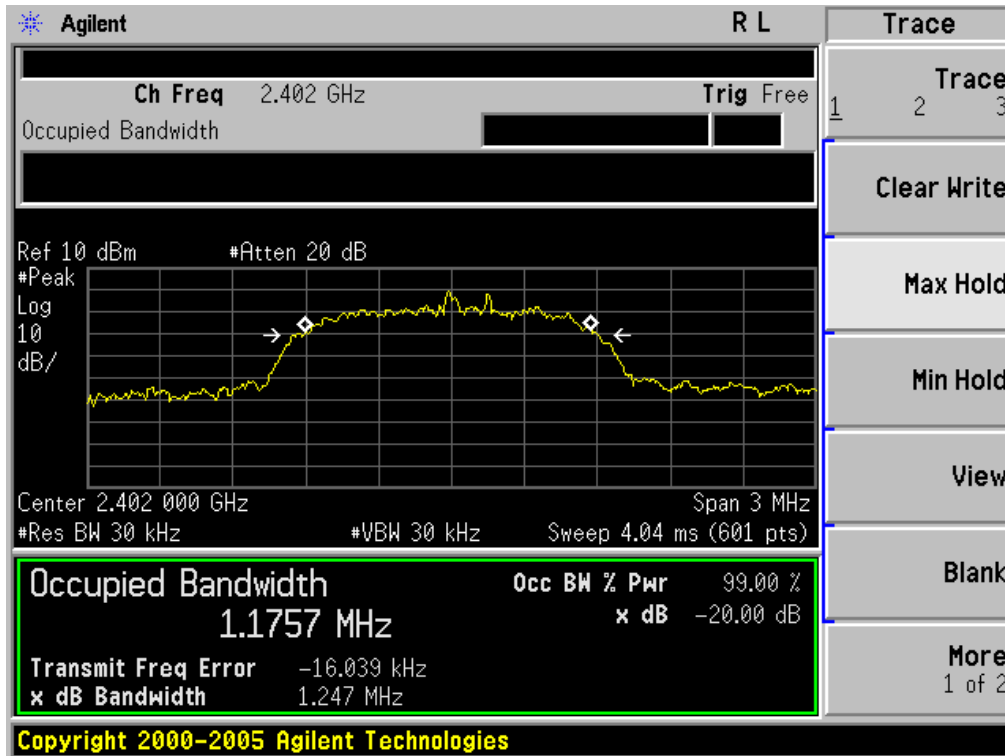 Agilent
R L
Trace
Ch Freq 2.402 GHz
Trig Free
Occupied Bandwidth
Trace
1 2 3
Clear Write
Max Hold
Min Hold
View
Blank
More
1 of 2
Ref 10 dBm #Atten 20 dB
#Peak
Log
10
dB/
Center 2.402 000 GHz Span 3 MHz
#Res BW 30 kHz #VBW 30 kHz Sweep 4.04 ms (601 pts)
Occupied Bandwidth
1.1757 MHz
Occ BW % Pwr 99.00 %
x dB -20.00 dB
Transmit Freq Error -16.039 kHz
x dB Bandwidth 1.247 MHz
Copyright 2000-2005 Agilent Technologies